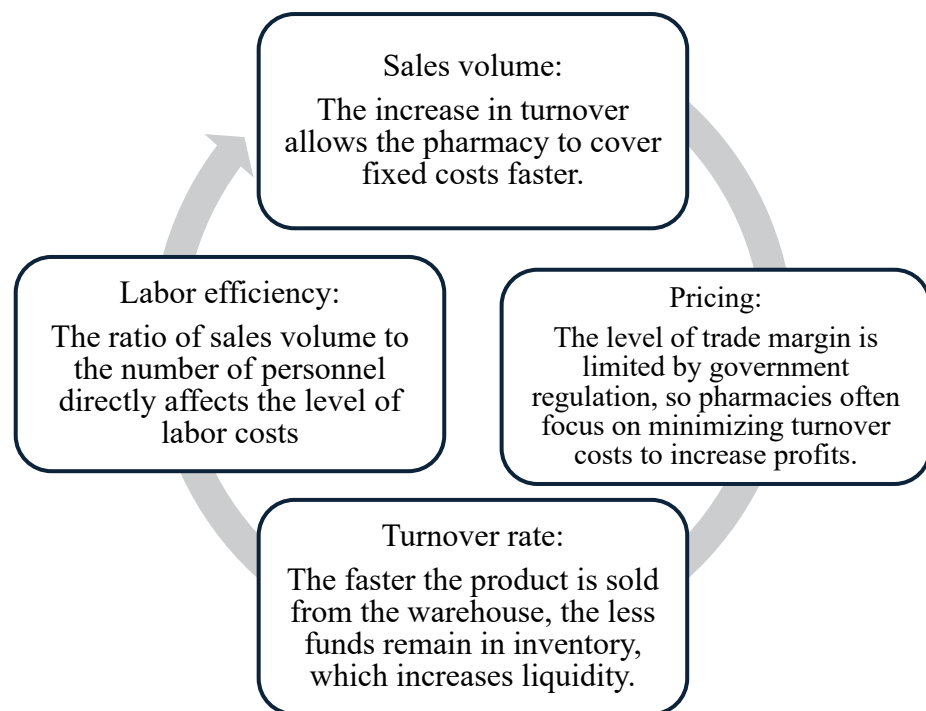 Sales volume:
The increase in turnover
allows the pharmacy to cover
fixed costs faster.
Labor efficiency:
The ratio of sales volume to
the number of personnel
directly affects the level of
labor costs
Pricing:
The level of trade margin is
limited by government
regulation, so pharmacies often
focus on minimizing turnover
costs to increase profits.
Turnover rate:
The faster the product is sold
from the warehouse, the less
funds remain in inventory,
which increases liquidity.